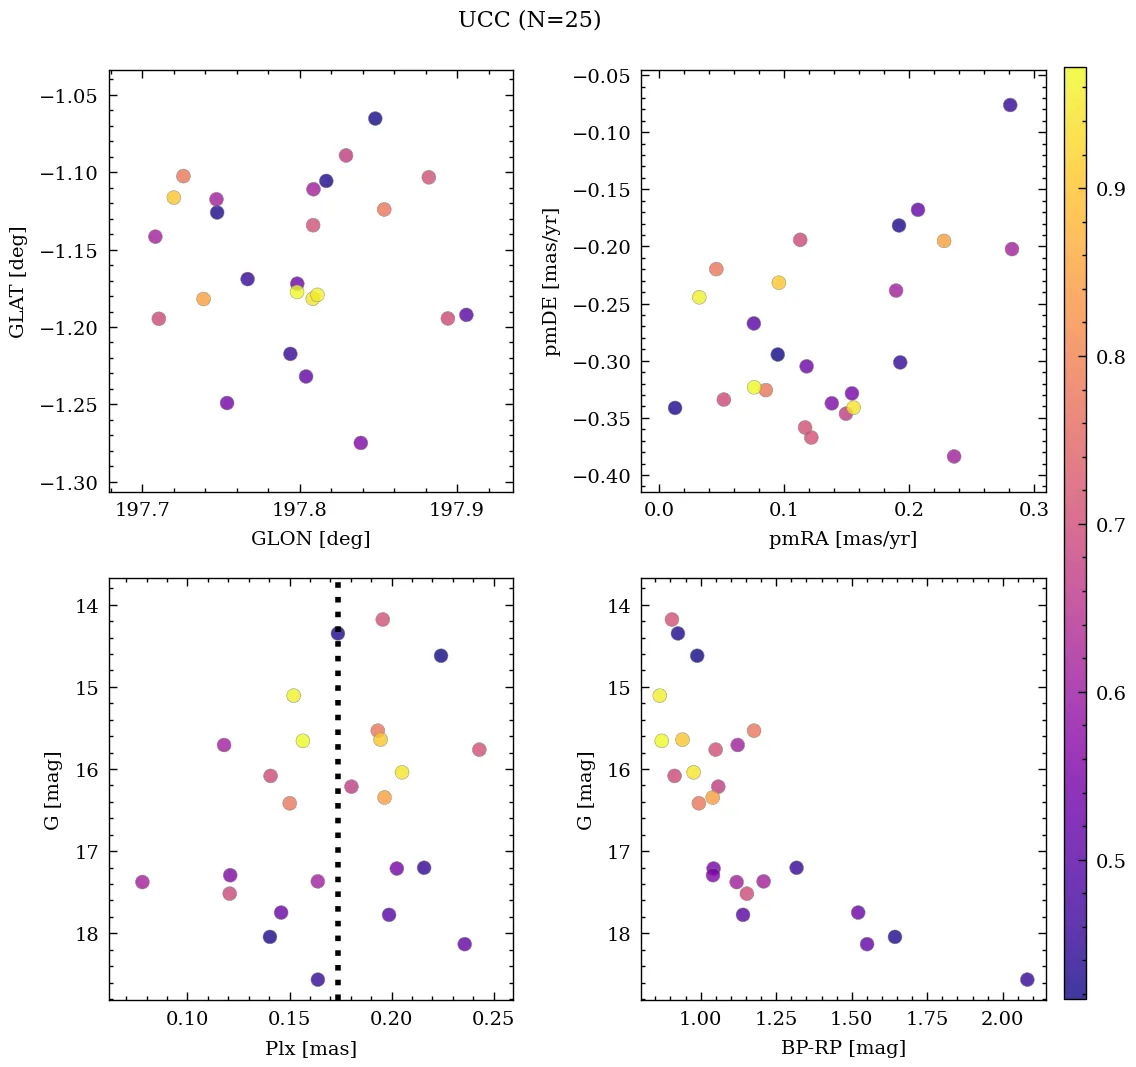 UCC (N=25)
−1.05
−1.10
−1.15
−1.20
−1.25
−1.30
GLAT [deg]
197.7 197.8 197.9
GLON [deg]
−0.05
−0.10
−0.15
−0.20
−0.25
−0.30
−0.35
−0.40
pmDE [mas/yr]
0.0 0.1 0.2 0.3
pmRA [mas/yr]
14
15
16
17
18
G [mag]
0.10 0.15 0.20 0.25
Plx [mas]
14
15
16
17
18
G [mag]
1.00 1.25 1.50 1.75 2.00
BP-RP [mag]
0.9
0.8
0.7
0.6
0.5